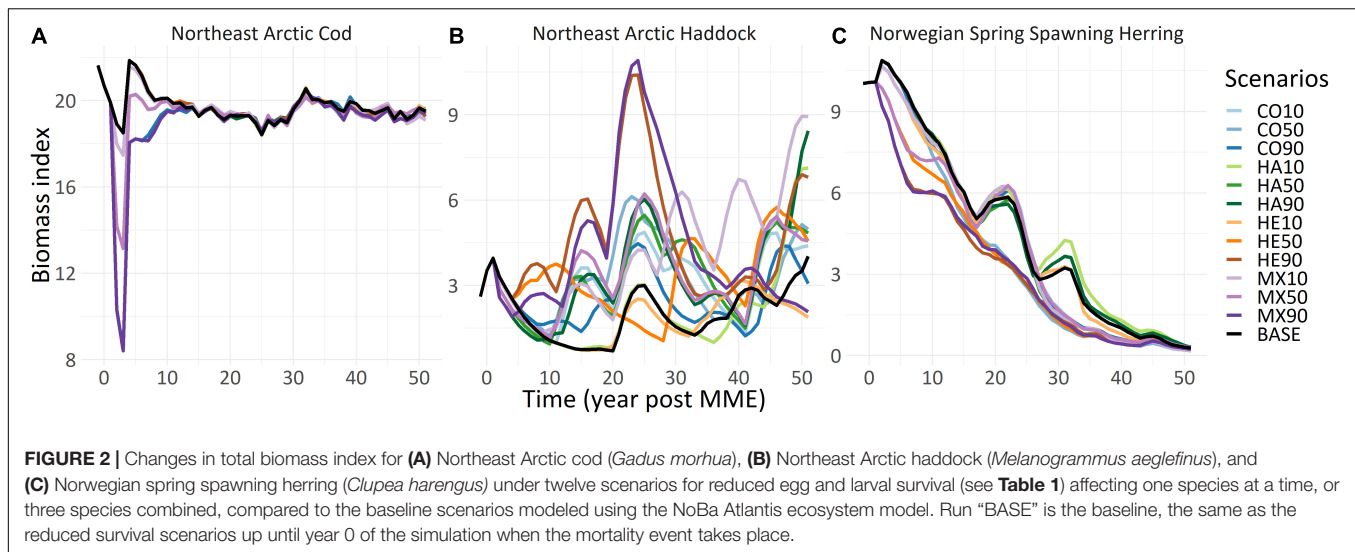 A Northeast Arctic Cod
B Northeast Arctic Haddock
C Norwegian Spring Spawning Herring
Biomass index
20
16
12
8
0 10 20 30 40 50
9
6
3
0 10 20 30 40 50
9
6
3
0
0 10 20 30 40 50
Time (year post MME)
Scenarios
CO10
CO50
CO90
HA10
HA50
HA90
HE10
HE50
HE90
MX10
MX50
MX90
BASE
FIGURE 2 | Changes in total biomass index for (A) Northeast Arctic cod (Gadus morhua), (B) Northeast Arctic haddock (Melanogrammus aeglefinus), and
(C) Norwegian spring spawning herring (Clupea harengus) under twelve scenarios for reduced egg and larval survival (see Table 1) affecting one species at a time, or
three species combined, compared to the baseline scenarios modeled using the NoBa Atlantis ecosystem model. Run “BASE” is the baseline, the same as the
reduced survival scenarios up until year 0 of the simulation when the mortality event takes place.